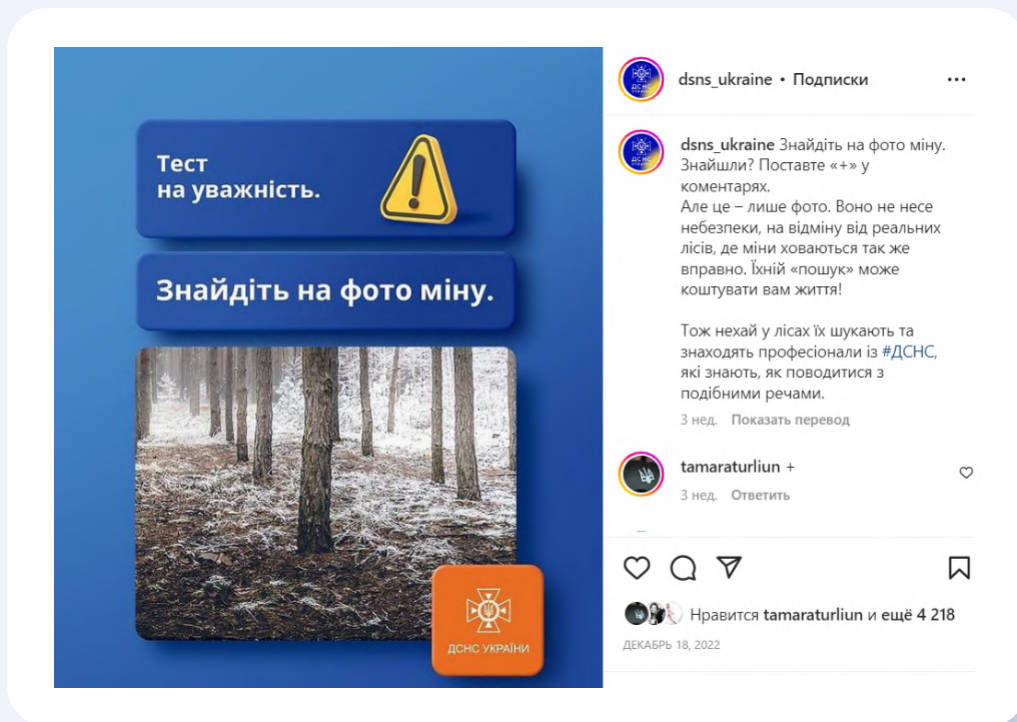 Тест
на уважність.
Знайдіть на фото міну.
ДСНС УКРАЇНИ
dsns_ukraine • Подписки
dsns_ukraine Знайдіть на фото міну.
Знайшли? Поставте «+» у
коментарях.
Але це – лише фото. Воно не несе
небезпеки, на відміну від реальних
лісів, де міни ховаються так же
вправно. Їхній «пошук» може
коштувати вам життя!
Тож нехай у лісах їх шукають та
знаходять професіонали із #ДСНС,
які знають, як поводитися з
подібними речами.
3 нед. Показать перевод
tamaraturliun +
3 нед. Ответить
Нравится tamaraturliun и ещё 4 218
ДЕКАБРЬ 18, 2022